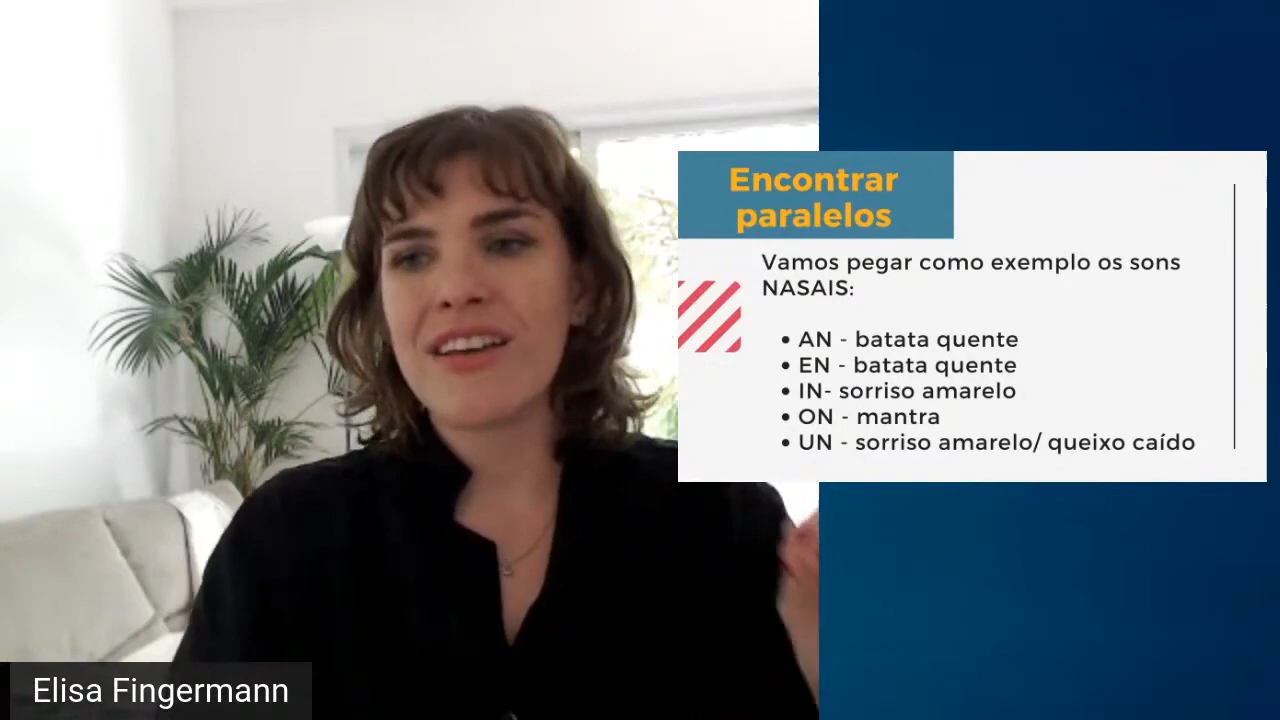 Encontrar
paralelos
Vamos pegar como exemplo os sons
NASAIS:
• AN - batata quente
• EN - batata quente
• IN- sorriso amarelo
• ON - mantra
• UN - sorriso amarelo/ queixo caído
Elisa Fingermann